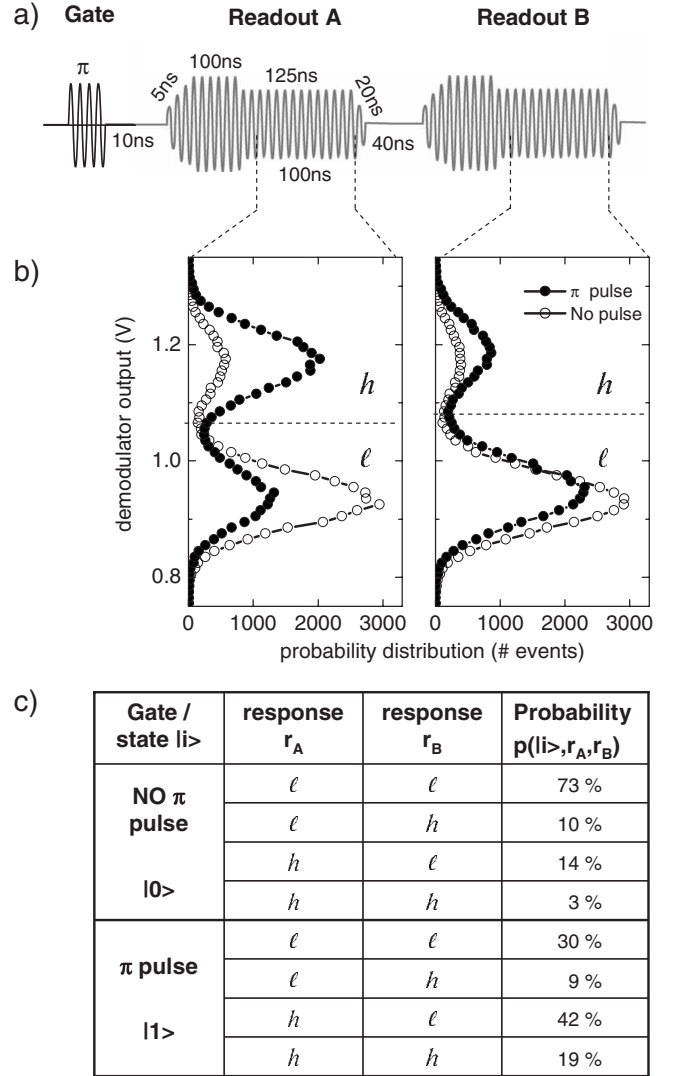 a)
Gate
Readout A
Readout B
π
10ns
5ns
100ns
125ns
20ns
100ns
40ns
b)
demodulator output (V)
1.2
1.0
0.8
h
ℓ
π pulse
No pulse
h
ℓ
0 1000 2000 3000
0 1000 2000 3000
probability distribution (# events)
c)
Gate / state |i>
response r_A
response r_B
Probability p(|i>,r_A,r_B)
NO π pulse |0>
ℓ ℓ 73 %
ℓ h 10 %
h ℓ 14 %
h h 3 %
π pulse |1>
ℓ ℓ 30 %
ℓ h 9 %
h ℓ 42 %
h h 19 %